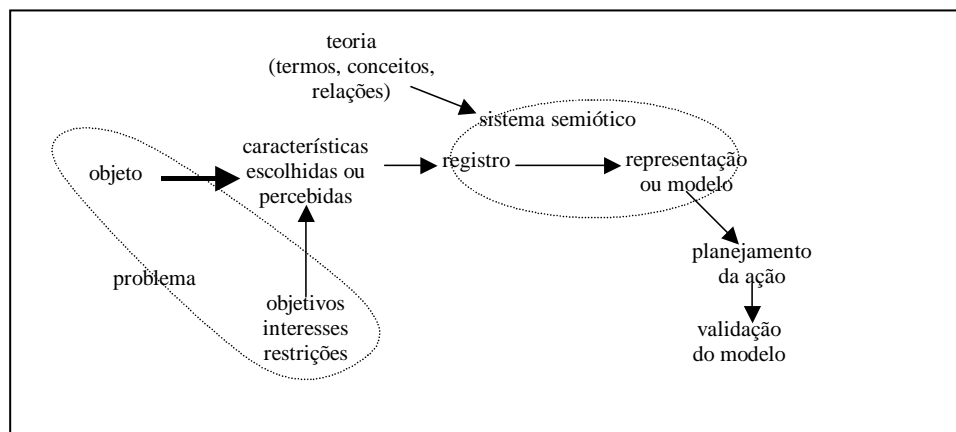 teoria
(termos, conceitos,
relações)
sistema semiótico
características
escolhidas ou
percebidas
objeto
registro
representação
ou modelo
problema
objetivos
interesses
restrições
planejamento
da ação
validação
do modelo